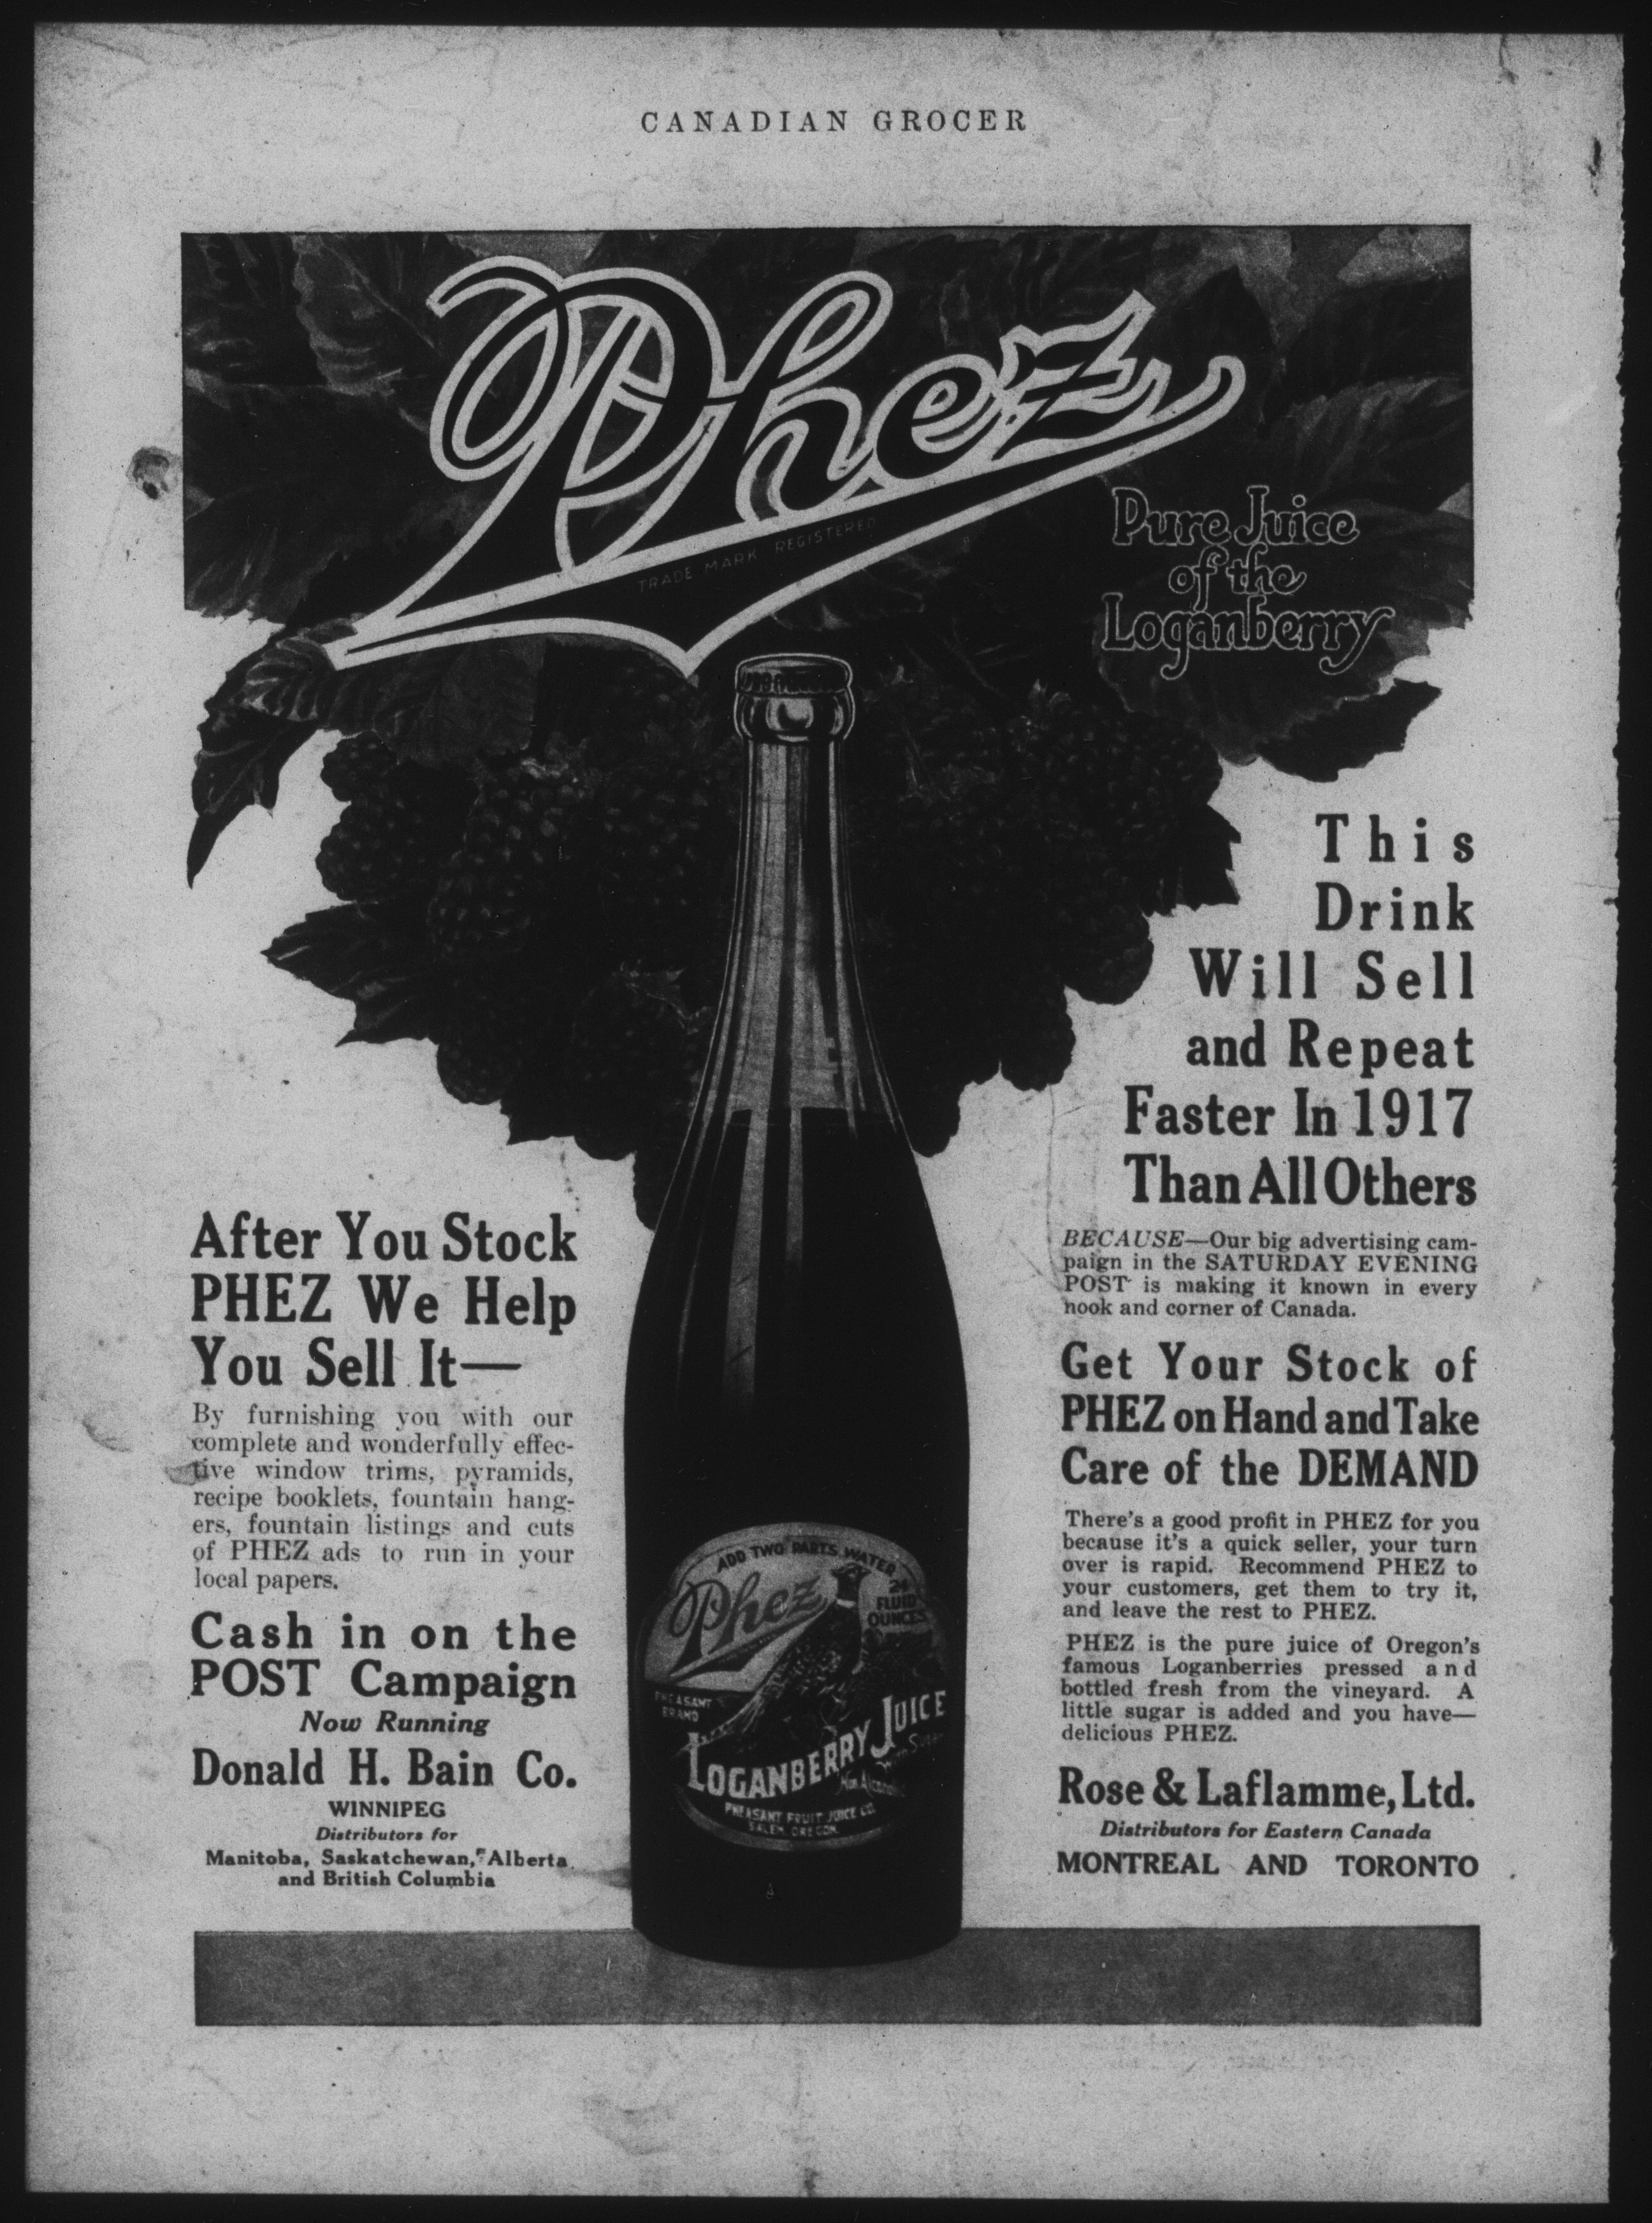 CANADIAN GROCER
Phez
TRADE MARK REGISTERED
Pure Juice
of the
Loganberry
This
Drink
Will Sell
and Repeat
Faster In 1917
Than All Others
BECAUSE—Our big advertising cam-
paign in the SATURDAY EVENING
POST is making it known in every
nook and corner of Canada.
Get Your Stock of
PHEZ on Hand and Take
Care of the DEMAND
There's a good profit in PHEZ for you
because it's a quick seller, your turn
over is rapid. Recommend PHEZ to
your customers, get them to try it,
and leave the rest to PHEZ.
PHEZ is the pure juice of Oregon's
famous Loganberries pressed and
bottled fresh from the vineyard. A
little sugar is added and you have—
delicious PHEZ.
Rose & Laflamme, Ltd.
Distributors for Eastern Canada
MONTREAL AND TORONTO
After You Stock
PHEZ We Help
You Sell It—
By furnishing you with our
complete and wonderfully effec-
tive window trims, pyramids,
recipe booklets, fountain hang-
ers, fountain listings and cuts
of PHEZ ads to run in your
local papers.
Cash in on the
POST Campaign
Now Running
Donald H. Bain Co.
WINNIPEG
Distributors for
Manitoba, Saskatchewan, Alberta
and British Columbia
ADD TWO PARTS WATER
Phez
24
FLUID
OUNCES
PHEASANT
BRAND
LOGANBERRY JUICE
PHEASANT FRUIT JUICE CO.
SALEM, OREGON.